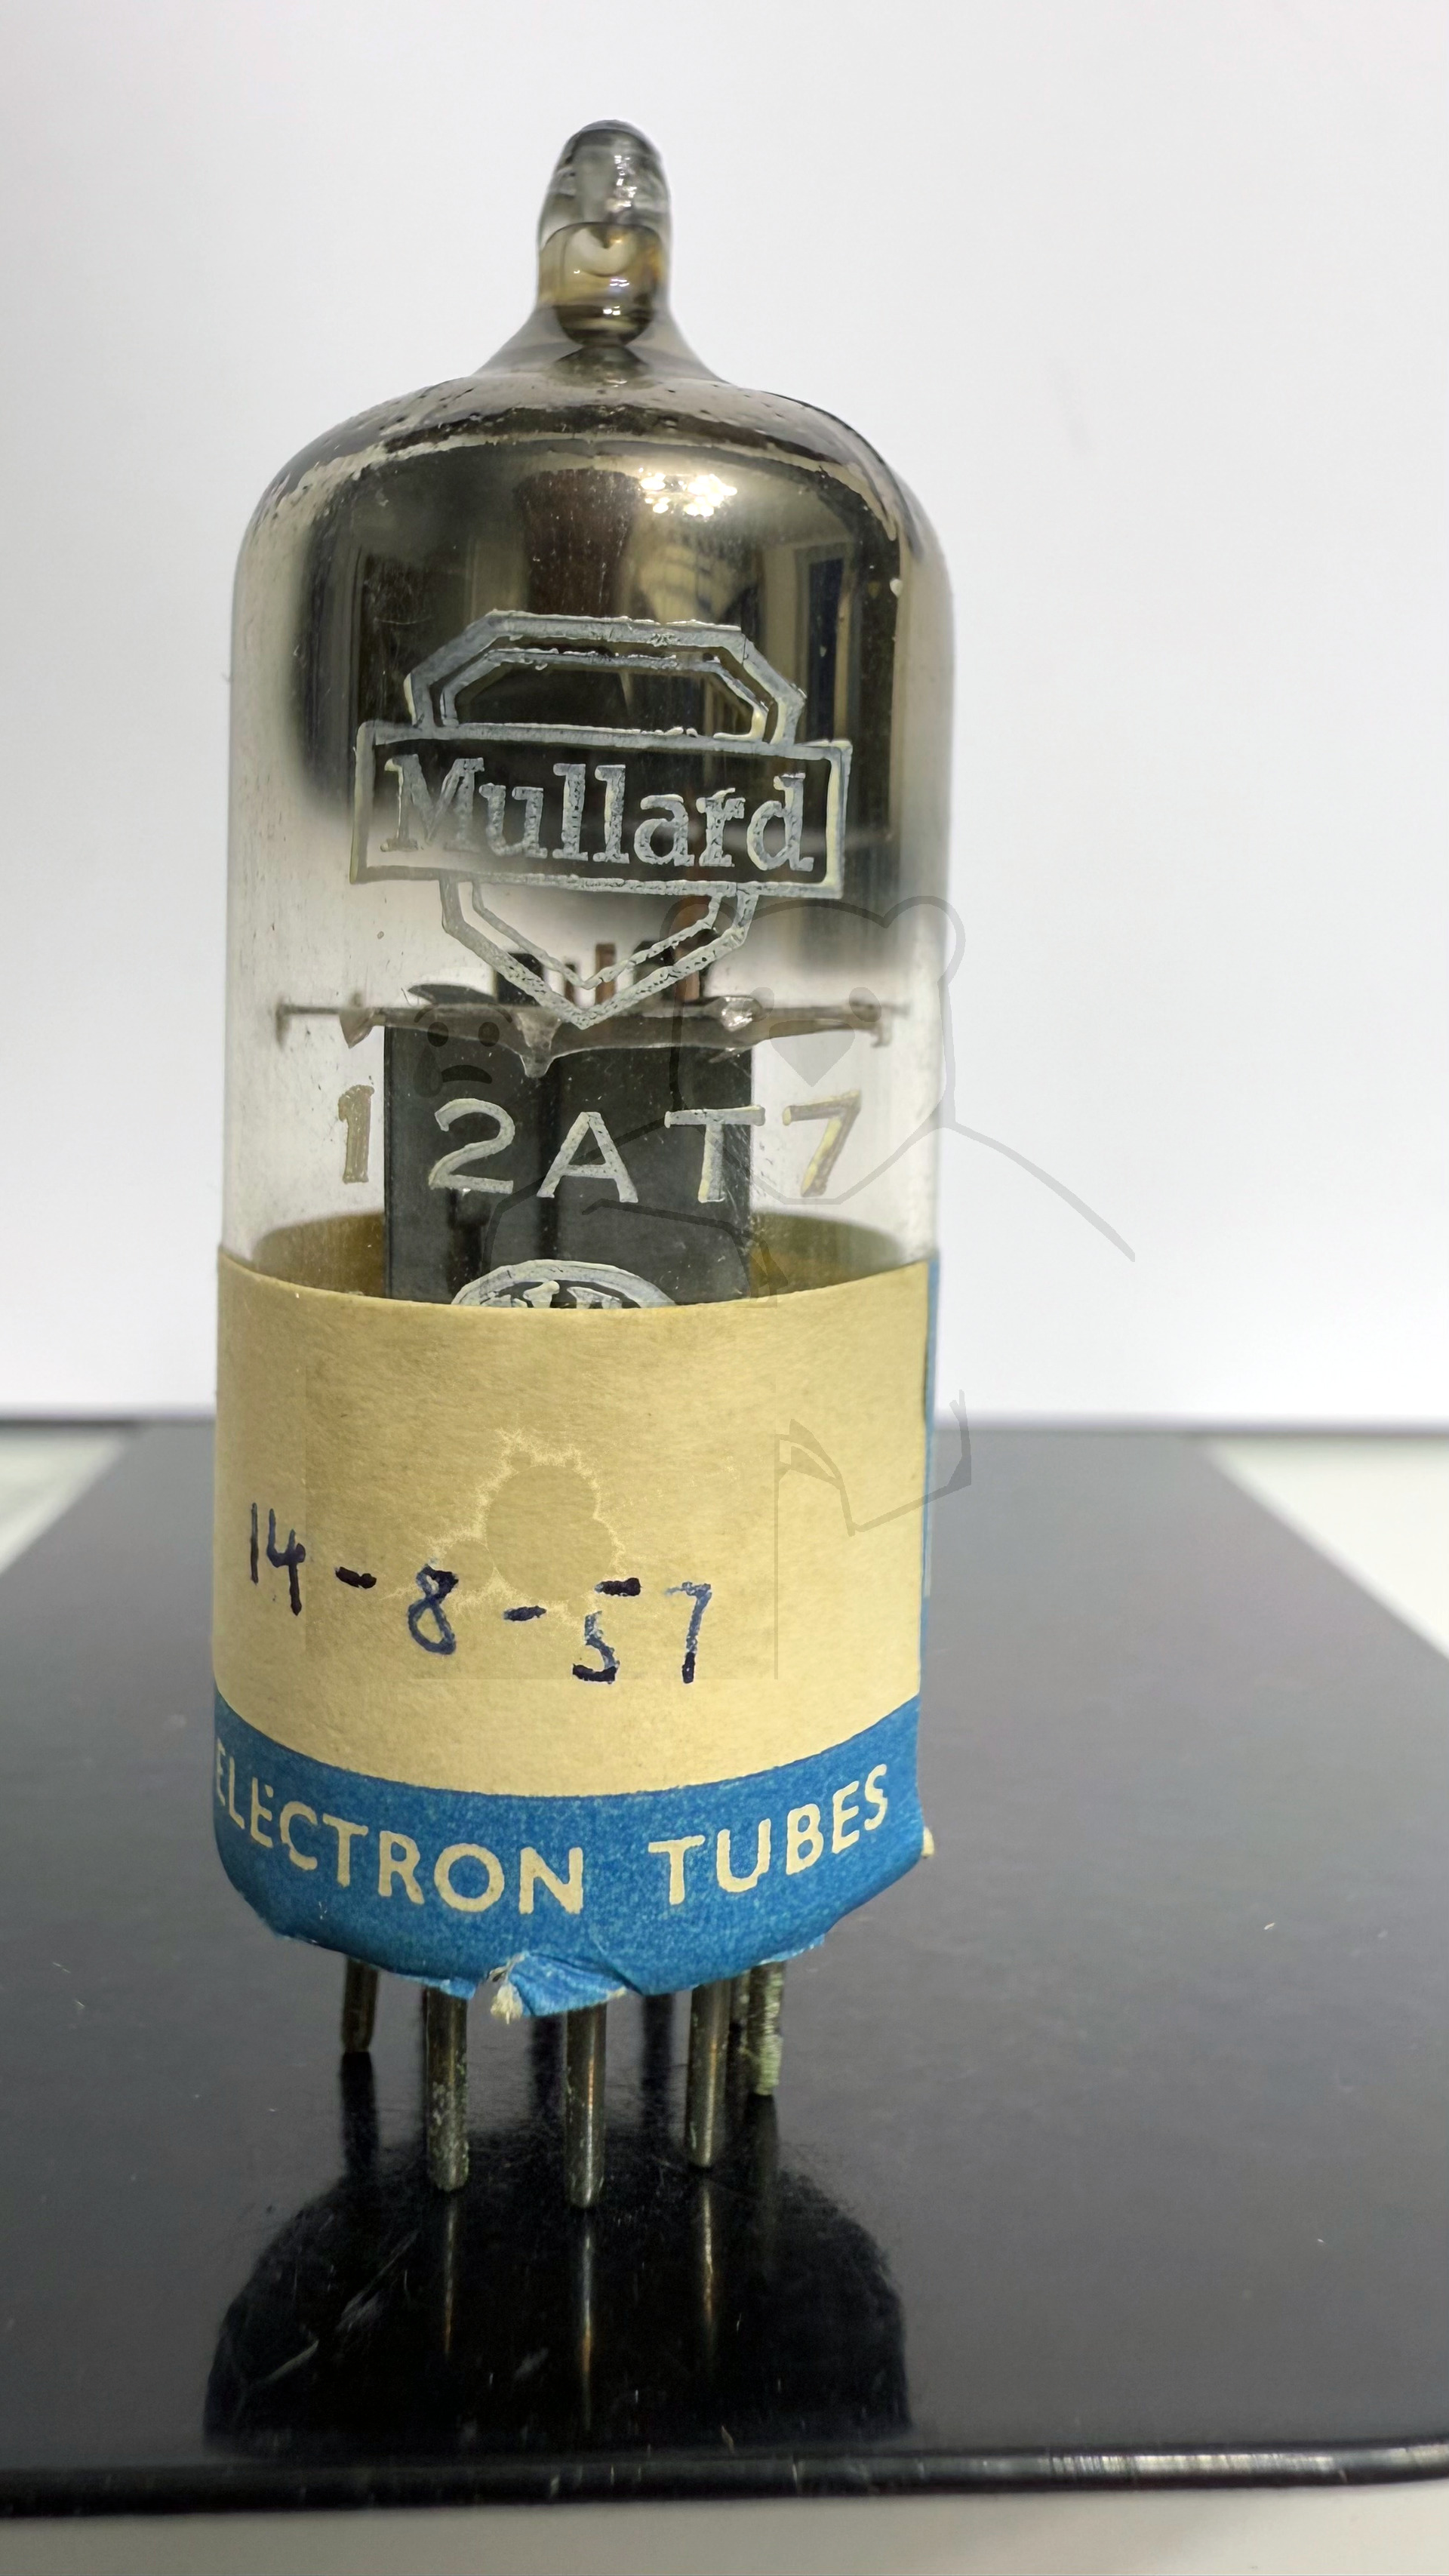 Mullard
12AT7
14-8-57
ELECTRON TUBES